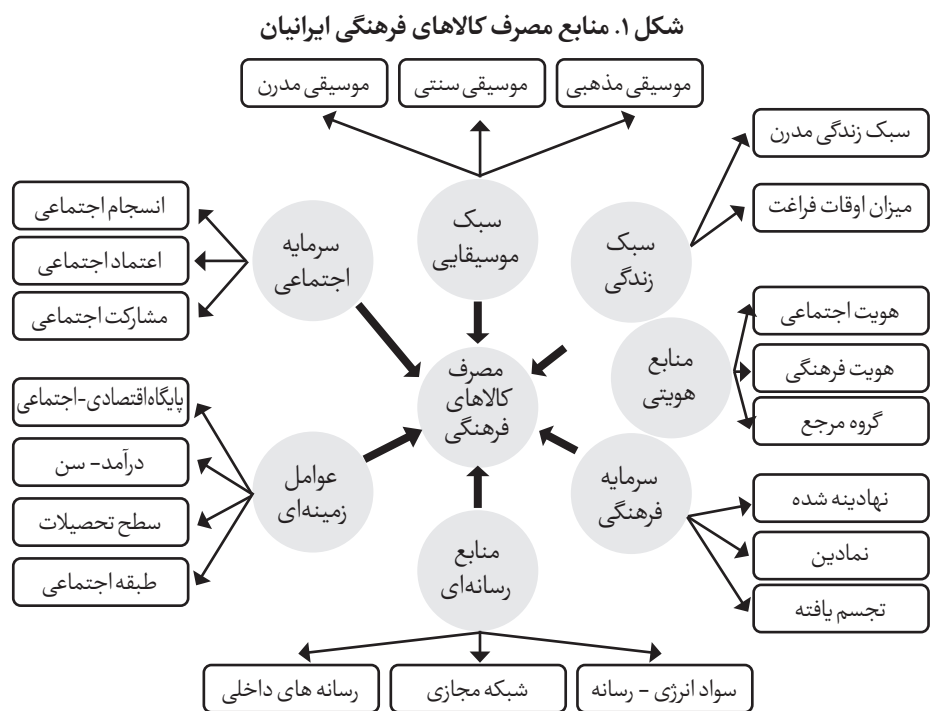 شکل ۱. منابع مصرف کالاهای فرهنگی ایرانیان
موسیقی مذهبی
موسیقی سنتی
موسیقی مدرن
سبک
موسیقایی
سبک زندگی مدرن
میزان اوقات فراغت
سبک
زندگی
هویت اجتماعی
هویت فرهنگی
گروه مرجع
منابع
هویتی
نهادینه شده
نمادین
تجسم یافته
سرمایه
فرهنگی
مصرف
کالاهای
فرهنگی
سرمایه
اجتماعی
انسجام اجتماعی
اعتماد اجتماعی
مشارکت اجتماعی
عوامل
زمینه‌ای
پایگاه اقتصادی-اجتماعی
درآمد- سن
سطح تحصیلات
طبقه اجتماعی
منابع
رسانه‌ای
سواد انرژی - رسانه
شبکه مجازی
رسانه های داخلی